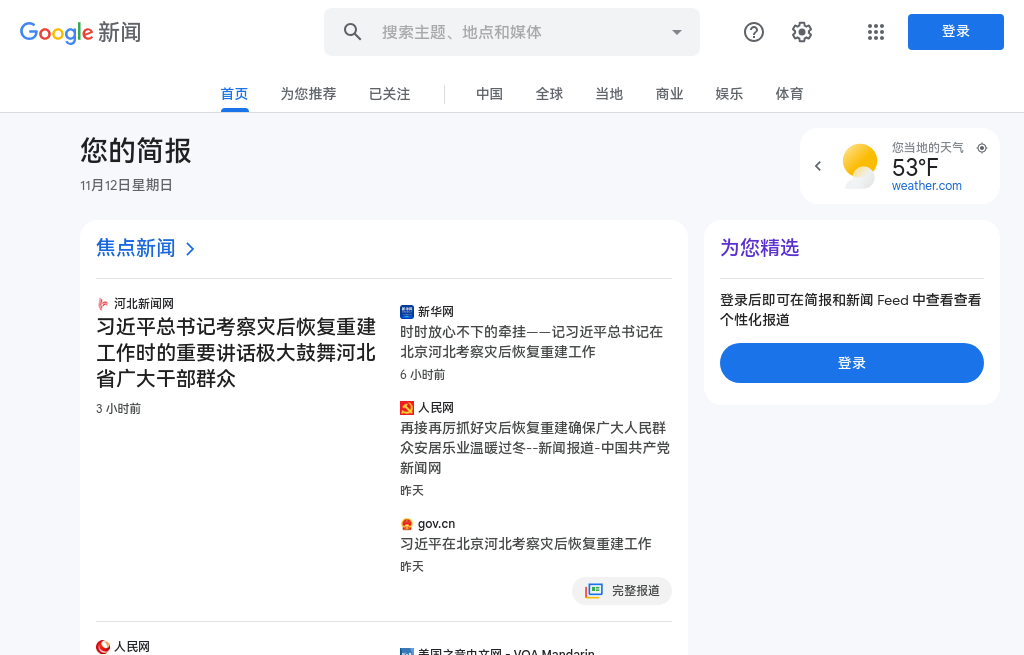 Google 新闻
搜索主题、地点和媒体
登录
首页
为您推荐
已关注
中国
全球
当地
商业
娱乐
体育
您的简报
11月12日星期日
您当地的天气
53°F
weather.com
焦点新闻
河北新闻网
习近平总书记考察灾后恢复重建
工作时的重要讲话极大鼓舞河北
省广大干部群众
3 小时前
新华网
时时放心不下的牵挂——记习近平总书记在
北京河北考察灾后恢复重建工作
6 小时前
人民网
再接再厉抓好灾后恢复重建确保广大人民群
众安居乐业温暖过冬--新闻报道-中国共产党
新闻网
昨天
gov.cn
习近平在北京河北考察灾后恢复重建工作
昨天
完整报道
人民网
美国之音中文网 - VOA Mandarin
为您精选
登录后即可在简报和新闻 Feed 中查看查看
个性化报道
登录